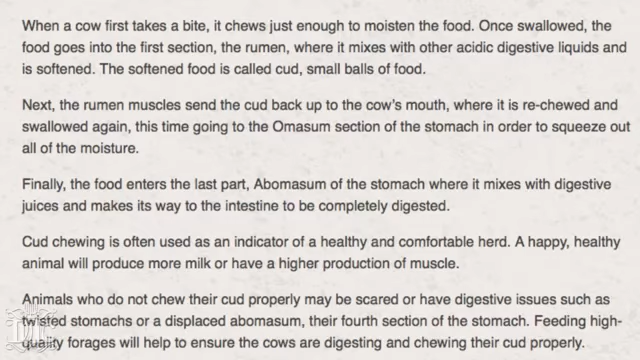 When a cow first takes a bite, it chews just enough to moisten the food. Once swallowed, the
food goes into the first section, the rumen, where it mixes with other acidic digestive liquids and
is softened. The softened food is called cud, small balls of food.
Next, the rumen muscles send the cud back up to the cow's mouth, where it is re-chewed and
swallowed again, this time going to the Omasum section of the stomach in order to squeeze out
all of the moisture.
Finally, the food enters the last part, Abomasum of the stomach where it mixes with digestive
juices and makes its way to the intestine to be completely digested.
Cud chewing is often used as an indicator of a healthy and comfortable herd. A happy, healthy
animal will produce more milk or have a higher production of muscle.
Animals who do not chew their cud properly may be scared or have digestive issues such as
twisted stomachs or a displaced abomasum, their fourth section of the stomach. Feeding high-
quality forages will help to ensure the cows are digesting and chewing their cud properly.